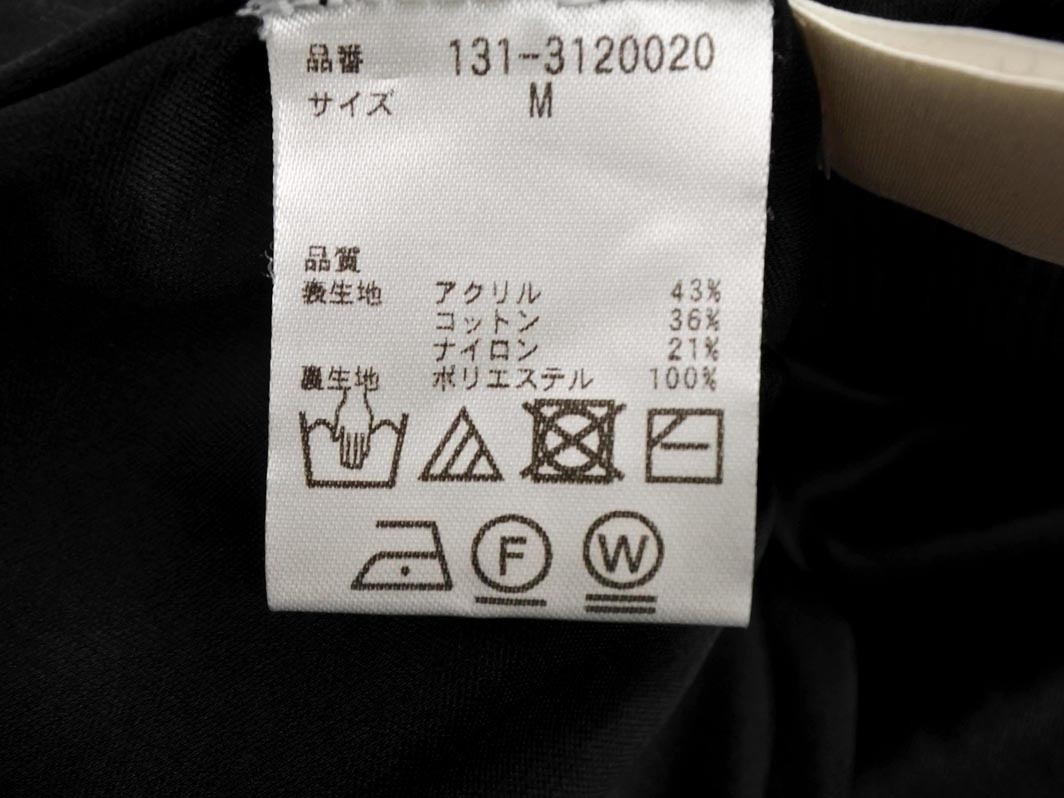 品番 131-3120020
サイズ M
品質
表生地 アクリル 43%
コットン 36%
ナイロン 21%
裏生地 ポリエステル 100%
F W